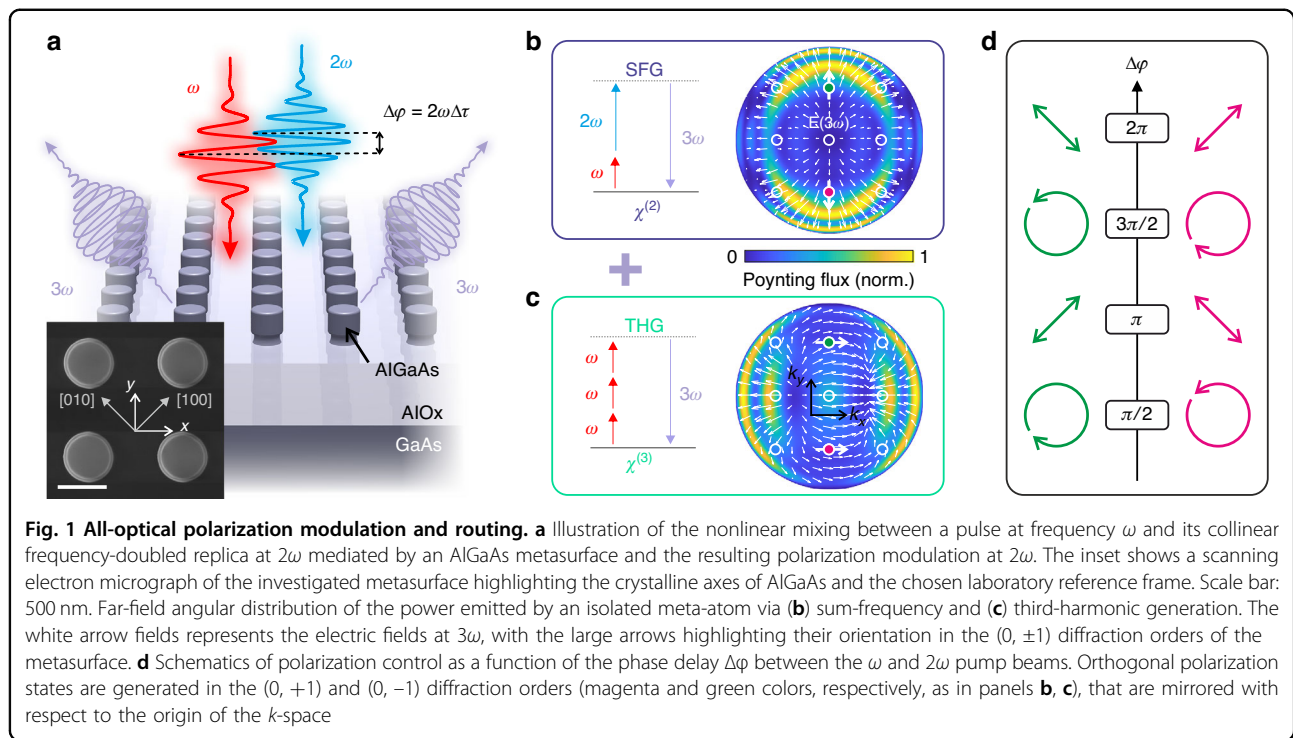 a
ω
2ω
Δφ = 2ωΔτ
3ω
3ω
AlGaAs
AlOx
GaAs
[010]
y
[100]
x
b
SFG
2ω
ω
3ω
χ(2)
E(3ω)
0
1
Poynting flux (norm.)
c
THG
ω
ω
ω
3ω
χ(3)
ky
kx
d
Δφ
2π
3π/2
π
π/2
Fig. 1 All-optical polarization modulation and routing. a Illustration of the nonlinear mixing between a pulse at frequency ω and its collinear
frequency-doubled replica at 2ω mediated by an AlGaAs metasurface and the resulting polarization modulation at 2ω. The inset shows a scanning
electron micrograph of the investigated metasurface highlighting the crystalline axes of AlGaAs and the chosen laboratory reference frame. Scale bar:
500 nm. Far-field angular distribution of the power emitted by an isolated meta-atom via (b) sum-frequency and (c) third-harmonic generation. The
white arrow fields represents the electric fields at 3ω, with the large arrows highlighting their orientation in the (0, ±1) diffraction orders of the
metasurface. d Schematics of polarization control as a function of the phase delay Δφ between the ω and 2ω pump beams. Orthogonal polarization
states are generated in the (0, +1) and (0, –1) diffraction orders (magenta and green colors, respectively, as in panels b, c), that are mirrored with
respect to the origin of the k-space